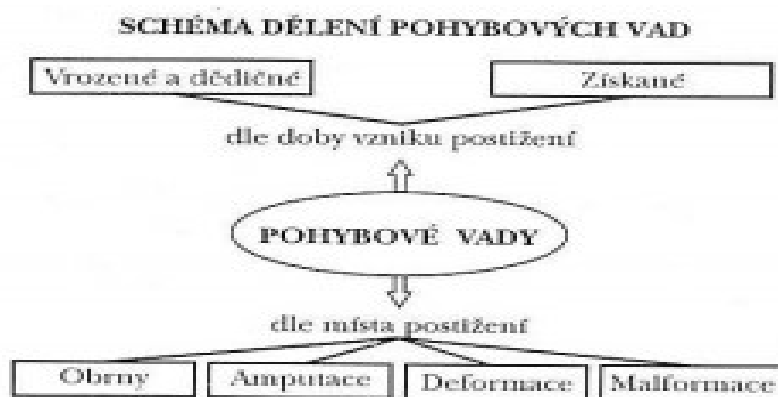 SCHÉMA DĚLENÍ POHYBOVÝCH VAD
Vrozené a dědičné
Získané
dle doby vzniku postižení
POHYBOVÉ VADY
dle místa postižení
Obrny
Amputace
Deformace
Malformace